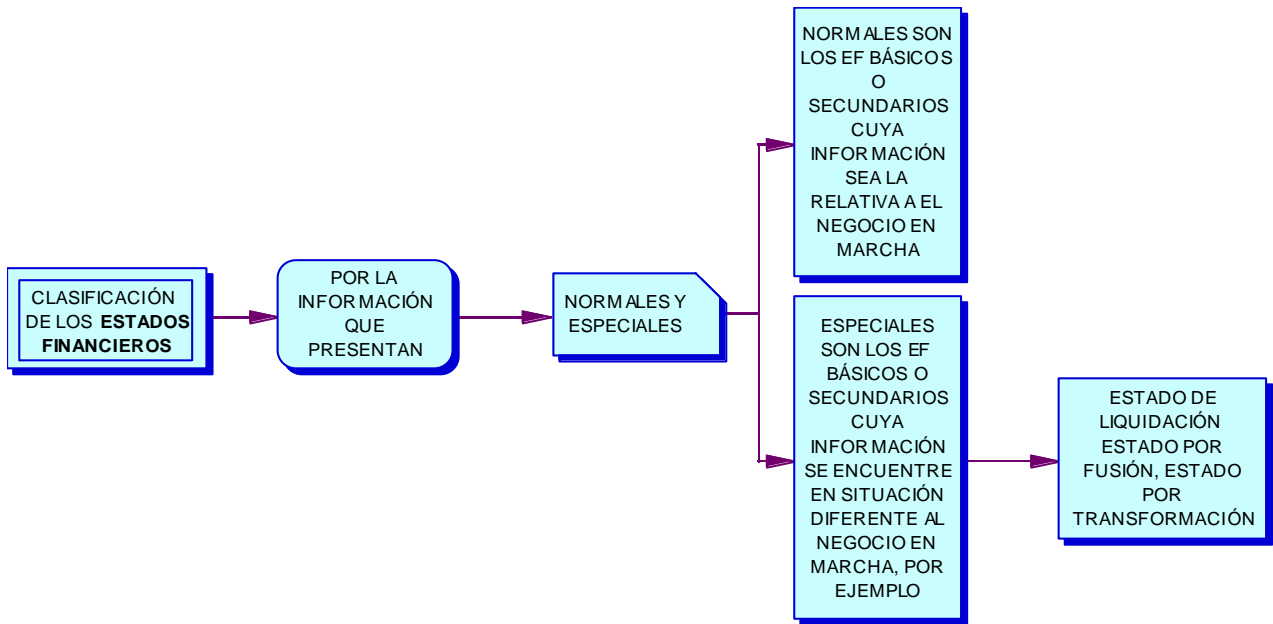 CLASIFICACIÓN
DE LOS ESTADOS
FINANCIEROS
POR LA
INFORMACIÓN
QUE
PRESENTAN
NORMALES Y
ESPECIALES
NORMALES SON
LOS EF BÁSICOS
O
SECUNDARIOS
CUYA
INFORMACIÓN
SEA LA
RELATIVA A EL
NEGOCIO EN
MARCHA
ESPECIALES
SON LOS EF
BÁSICOS O
SECUNDARIOS
CUYA
INFORMACIÓN
SE ENCUENTRE
EN SITUACIÓN
DIFERENTE AL
NEGOCIO EN
MARCHA, POR
EJEMPLO
ESTADO DE
LIQUIDACIÓN
ESTADO POR
FUSIÓN, ESTADO
POR
TRANSFORMACIÓN